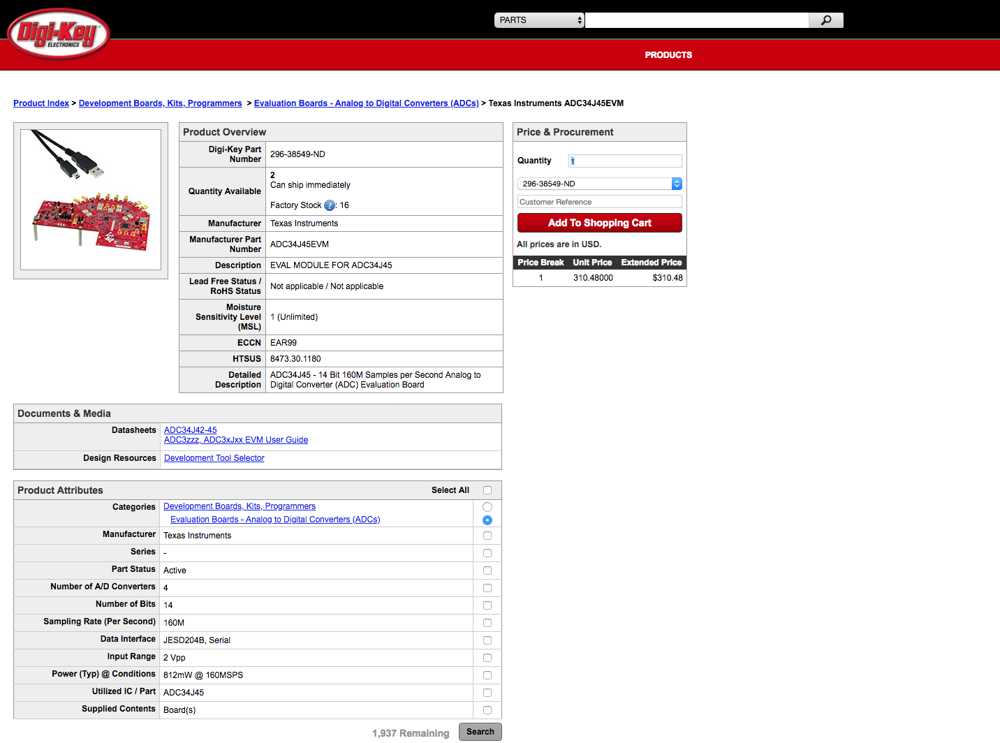 Digi-Key
ELECTRONICS
PARTS
PRODUCTS
Product Index > Development Boards, Kits, Programmers > Evaluation Boards - Analog to Digital Converters (ADCs) > Texas Instruments ADC34J45EVM
Product Overview
Digi-Key Part Number 296-38549-ND
Quantity Available 2
Can ship immediately
Factory Stock ?: 16
Manufacturer Texas Instruments
Manufacturer Part Number ADC34J45EVM
Description EVAL MODULE FOR ADC34J45
Lead Free Status / RoHS Status Not applicable / Not applicable
Moisture Sensitivity Level (MSL) 1 (Unlimited)
ECCN EAR99
HTSUS 8473.30.1180
Detailed Description ADC34J45 - 14 Bit 160M Samples per Second Analog to
Digital Converter (ADC) Evaluation Board
Price & Procurement
Quantity 1
296-38549-ND
Customer Reference
Add To Shopping Cart
All prices are in USD.
Price Break Unit Price Extended Price
1 310.48000 $310.48
Documents & Media
Datasheets ADC34J42-45
ADC3zzz, ADC3xJxx EVM User Guide
Design Resources Development Tool Selector
Product Attributes Select All
Categories Development Boards, Kits, Programmers
Evaluation Boards - Analog to Digital Converters (ADCs)
Manufacturer Texas Instruments
Series -
Part Status Active
Number of A/D Converters 4
Number of Bits 14
Sampling Rate (Per Second) 160M
Data Interface JESD204B, Serial
Input Range 2 Vpp
Power (Typ) @ Conditions 812mW @ 160MSPS
Utilized IC / Part ADC34J45
Supplied Contents Board(s)
1,937 Remaining Search